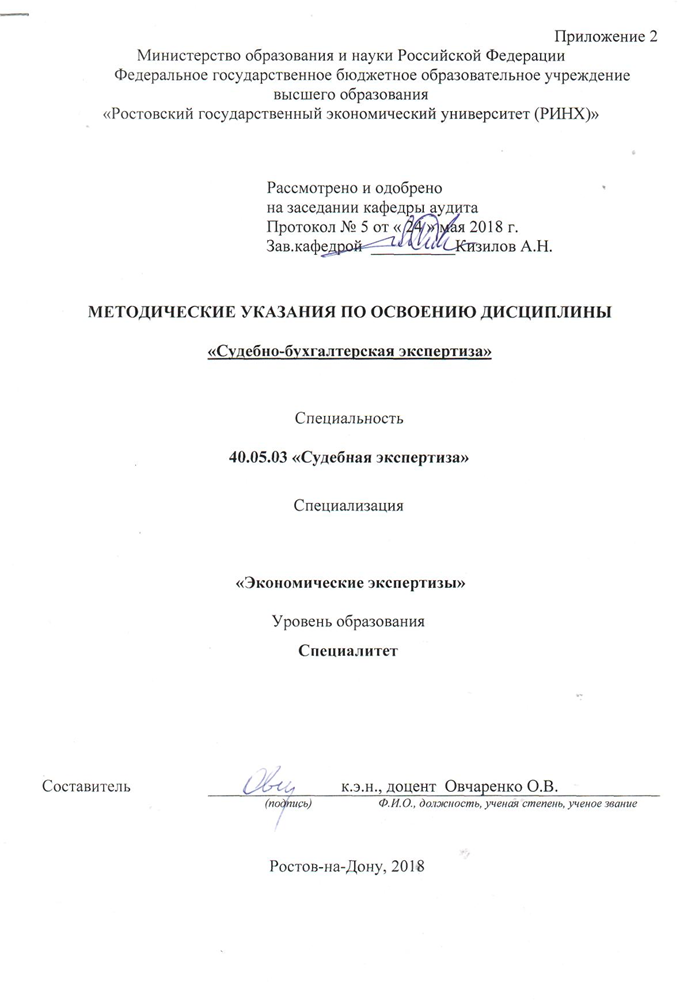 Приложение 2
Министерство образования и науки Российской Федерации
Федеральное государственное бюджетное образовательное учреждение
высшего образования
«Ростовский государственный экономический университет (РИНХ)»
Рассмотрено и одобрено
на заседании кафедры аудита
Протокол № 5 от « 24 » мая 2018 г.
Зав.кафедрой __________Кизилов А.Н.
МЕТОДИЧЕСКИЕ УКАЗАНИЯ ПО ОСВОЕНИЮ ДИСЦИПЛИНЫ
«Судебно-бухгалтерская экспертиза»
Специальность
40.05.03 «Судебная экспертиза»
Специализация
«Экономические экспертизы»
Уровень образования
Специалитет
Составитель к.э.н., доцент Овчаренко О.В.
(подпись) Ф.И.О., должность, ученая степень, ученое звание
Ростов-на-Дону, 2018